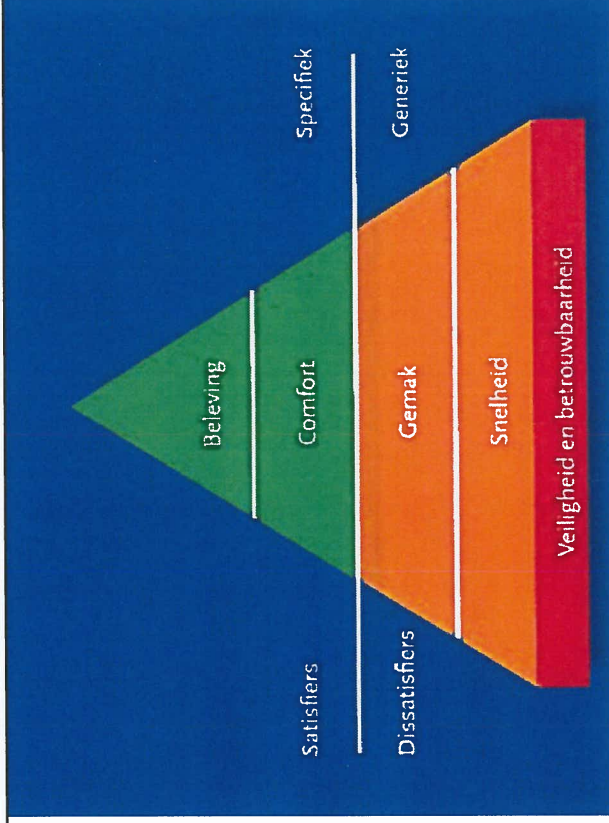 Beleving
Satisfiers
Comfort
Specifiek
Dissatisfiers
Gemak
Generiek
Snelheid
Veiligheid en betrouwbaarheid